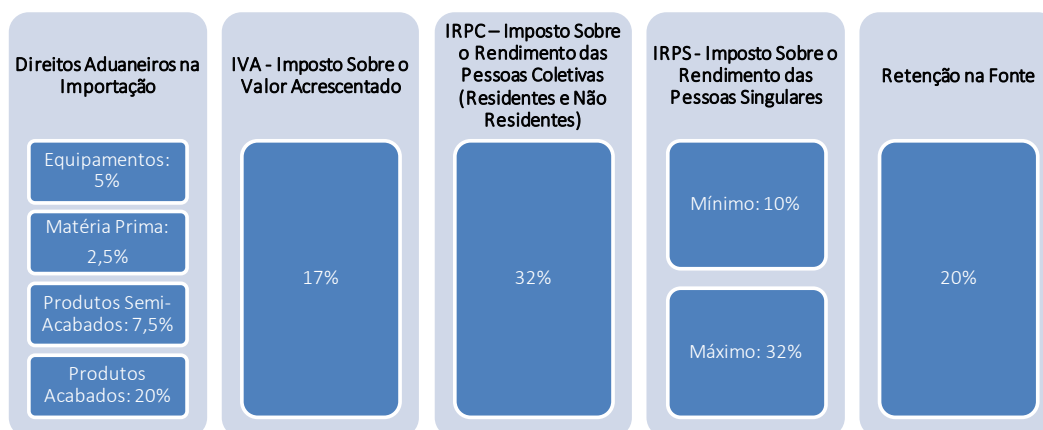 Direitos Aduaneiros na
Importação
Equipamentos:
5%
Matéria Prima:
2,5%
Produtos Semi-
Acabados: 7,5%
Produtos
Acabados: 20%
IVA - Imposto Sobre o
Valor Acrescentado
17%
IRPC – Imposto Sobre
o Rendimento das
Pessoas Coletivas
(Residentes e Não
Residentes)
32%
IRPS - Imposto Sobre o
Rendimento das
Pessoas Singulares
Mínimo: 10%
Máximo: 32%
Retenção na Fonte
20%